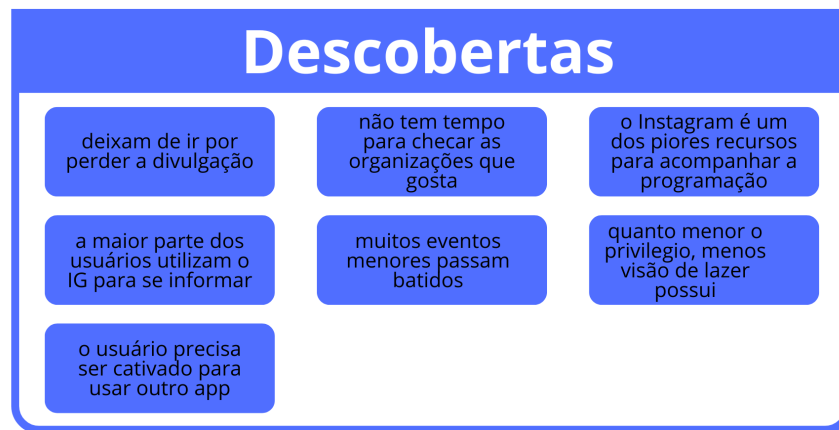 Descobertas
deixam de ir por
perder a divulgação
não tem tempo
para checar as
organizações que
gosta
o Instagram é um
dos piores recursos
para acompanhar a
programação
a maior parte dos
usuários utilizam o
IG para se informar
muitos eventos
menores passam
batidos
quanto menor o
privilegio, menos
visão de lazer
possui
o usuário precisa
ser cativado para
usar outro app